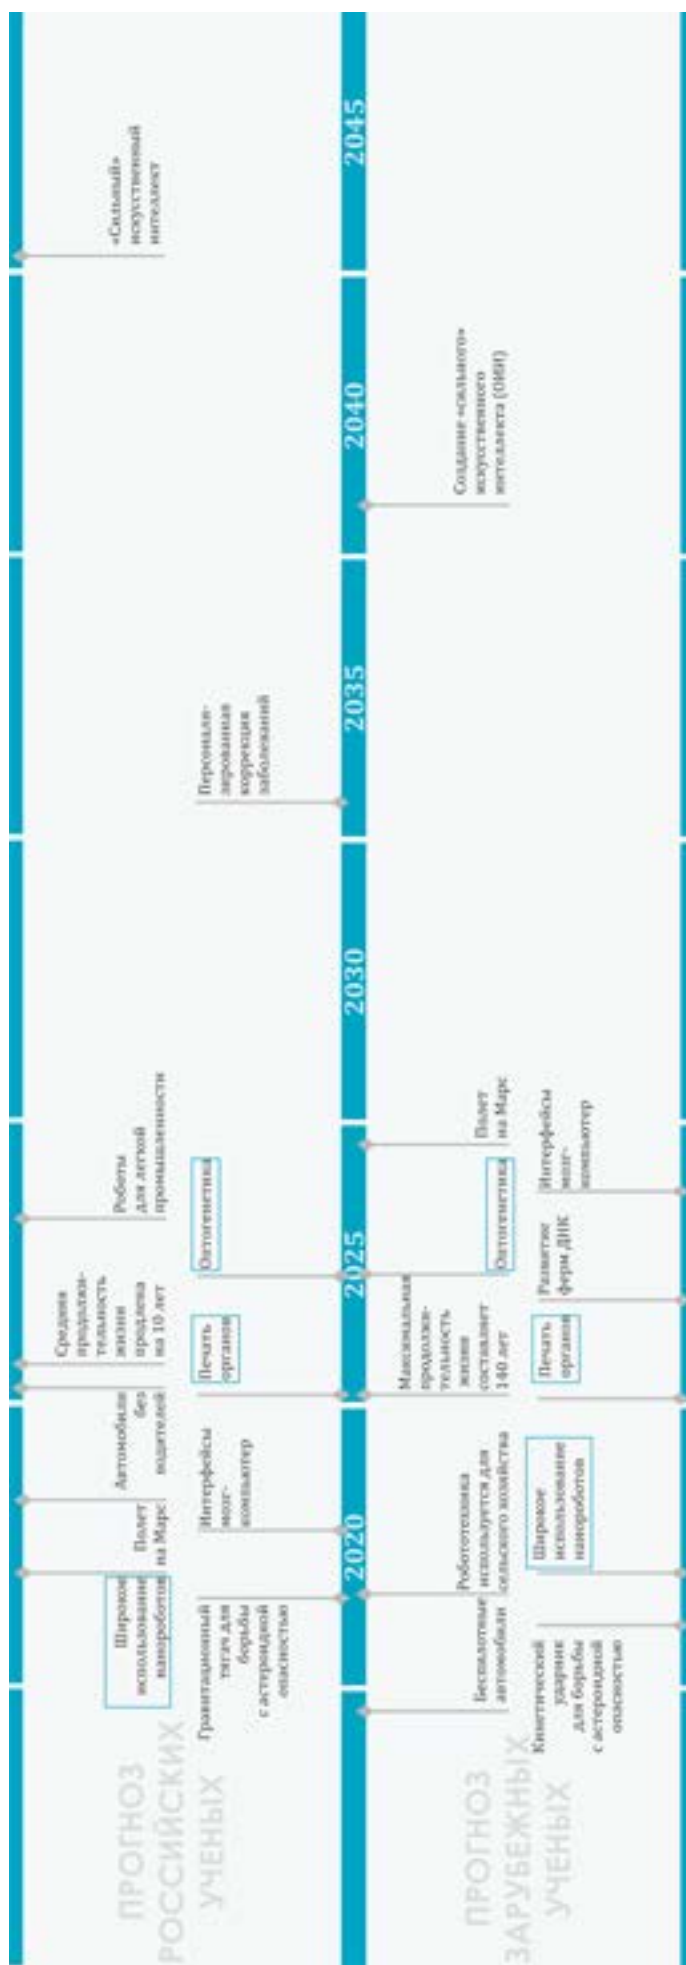 ПРОГНОЗ
РОССИЙСКИХ
УЧЕНЫХ
Широкое
использование
нанороботов
Полет
на Марс
Автомобили
без
водителей
Средняя
продолжи-
тельность
жизни
продлена
на 10 лет
Роботы
для легкой
промышленности
«Сильный»
искусственный
интеллект
Гравитационный
тягач для
борьбы
с астероидной
опасностью
Интерфейсы
мозг-
компьютер
Печать
органов
Оптогенетика
Персонали-
зированная
коррекция
заболеваний
2020
2025
2030
2035
2040
2045
ПРОГНОЗ
ЗАРУБЕЖНЫХ
УЧЕНЫХ
Беспилотные
автомобили
Робототехника
используется для
сельского хозяйства
Максимальная
продолжи-
тельность
жизни
составляет
140 лет
Оптогенетика
Полет
на Марс
Создание «сильного»
искусственного
интеллекта (ОИИ)
Кинетический
ударник
для борьбы
с астероидной
опасностью
Широкое
использование
нанороботов
Печать
органов
Развитие
ферм ДНК
Интерфейсы
мозг-
компьютер